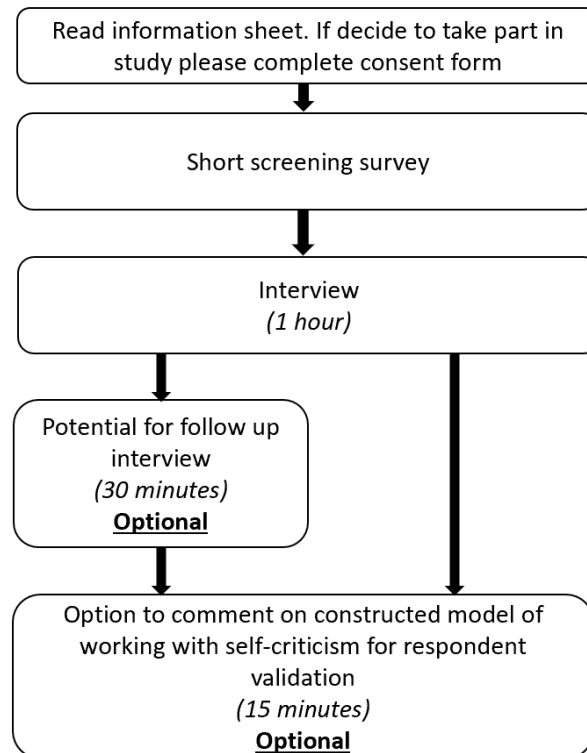 Read information sheet. If decide to take part in
study please complete consent form
Short screening survey
Interview
(1 hour)
Potential for follow up
interview
(30 minutes)
Optional
Option to comment on constructed model of
working with self-criticism for respondent
validation
(15 minutes)
Optional